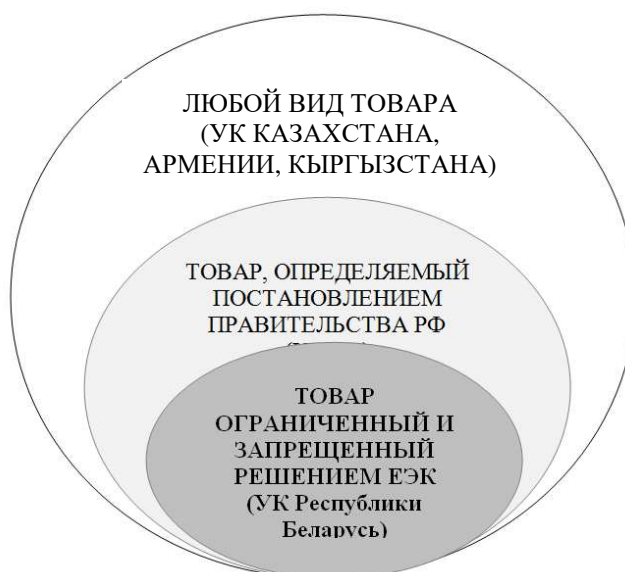 ЛЮБОЙ ВИД ТОВАРА
(УК КАЗАХСТАНА,
АРМЕНИИ, КЫРГЫЗСТАНА)
ТОВАР, ОПРЕДЕЛЯЕМЫЙ
ПОСТАНОВЛЕНИЕМ
ПРАВИТЕЛЬСТВА РФ
ТОВАР
ОГРАНИЧЕННЫЙ И
ЗАПРЕЩЕННЫЙ
РЕШЕНИЕМ ЕЭК
(УК Республики
Беларусь)